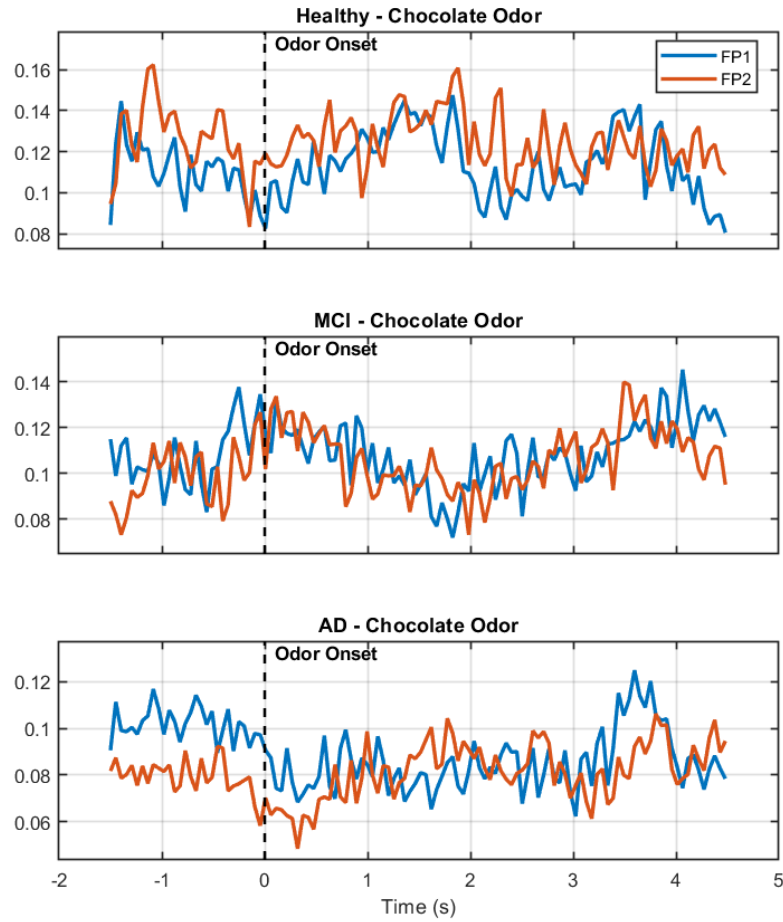 Healthy - Chocolate Odor
Odor Onset
FP1
FP2
0.16
0.14
0.12
0.1
0.08
MCI - Chocolate Odor
Odor Onset
0.14
0.12
0.1
0.08
AD - Chocolate Odor
Odor Onset
0.12
0.1
0.08
0.06
-2 -1 0 1 2 3 4 5
Time (s)